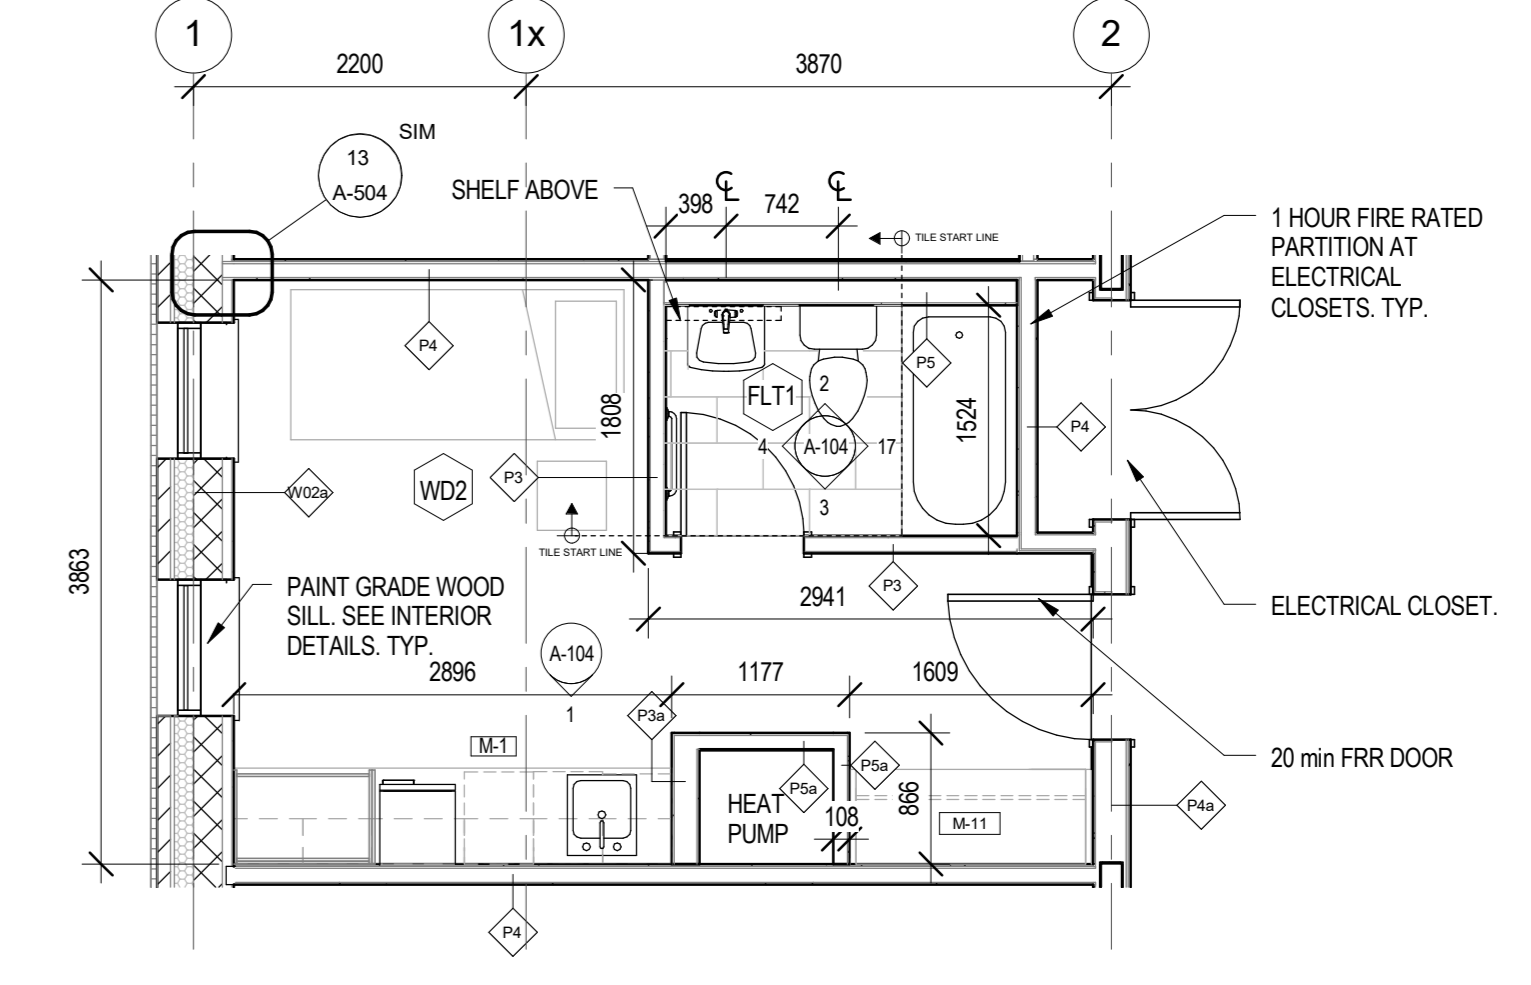 1
1x
2
2200
3870
SIM
13
A-504
SHELF ABOVE
398
742
℄
℄
TILE START LINE
1 HOUR FIRE RATED
PARTITION AT
ELECTRICAL
CLOSETS. TYP.
P4
P5
FLT1
2
1808
1524
4
A-104
17
P4
P3
WD2
W02a
3
TILE START LINE
3863
PAINT GRADE WOOD
SILL. SEE INTERIOR
DETAILS. TYP.
P3
2941
ELECTRICAL CLOSET.
A-104
1
2896
1177
1609
P3a
M-1
P5a
P5a
HEAT
PUMP
108
866
M-11
20 min FRR DOOR
P4a
P4